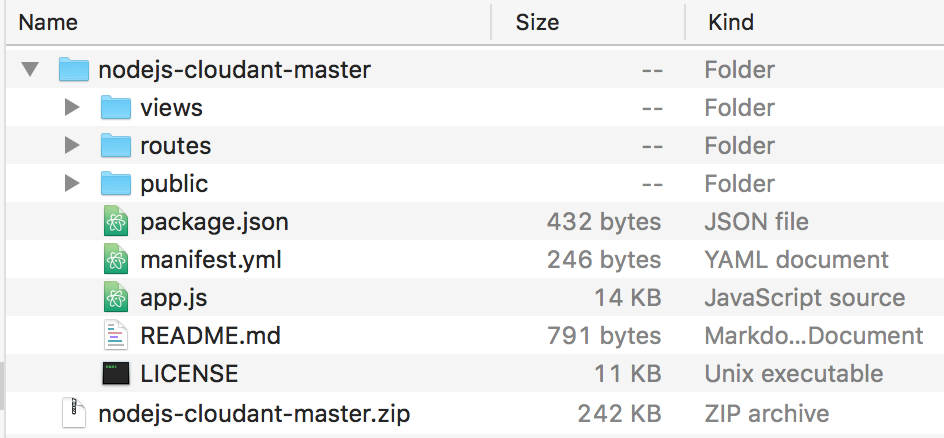 Name Size Kind
nodejs-cloudant-master -- Folder
views -- Folder
routes -- Folder
public -- Folder
package.json 432 bytes JSON file
manifest.yml 246 bytes YAML document
app.js 14 KB JavaScript source
README.md 791 bytes Markdo...Document
LICENSE 11 KB Unix executable
nodejs-cloudant-master.zip 242 KB ZIP archive